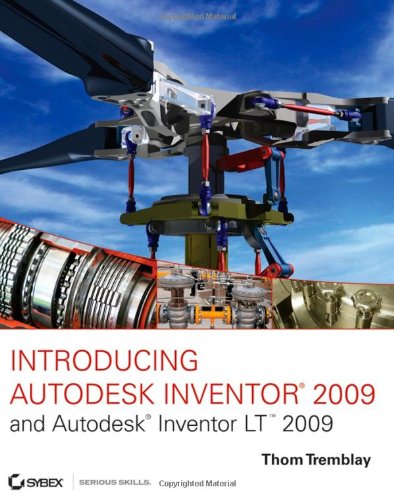 Copyrighted Material
INTRODUCING
AUTODESK INVENTOR® 2009
and Autodesk® Inventor LT™ 2009
Thom Tremblay
SYBEX
SERIOUS SKILLS.
Copyrighted Material